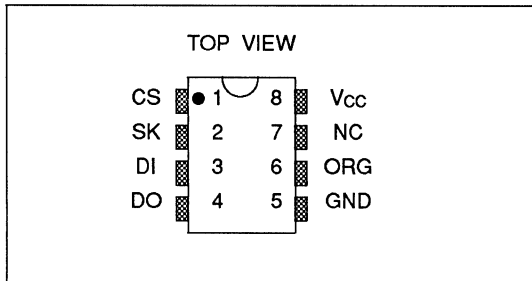 TOP VIEW
CS 1 8 Vcc
SK 2 7 NC
DI 3 6 ORG
DO 4 5 GND